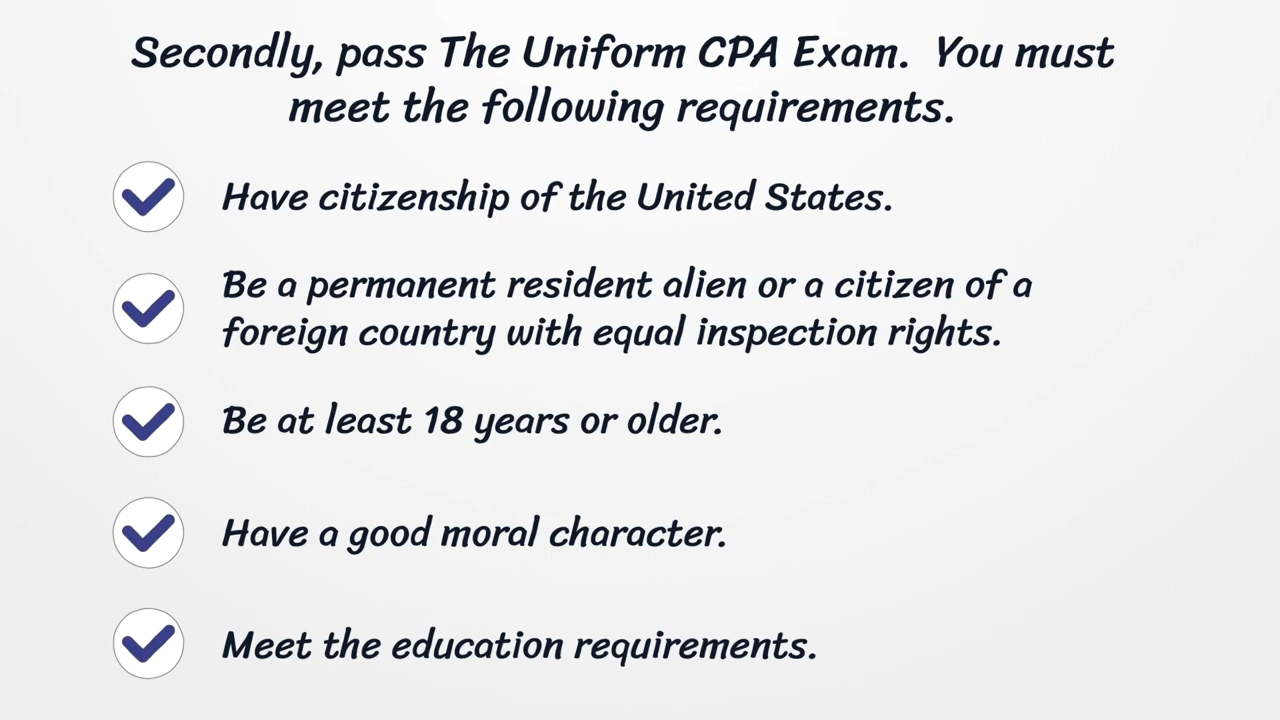 Secondly, pass The Uniform CPA Exam.  You must
meet the following requirements.
Have citizenship of the United States.
Be a permanent resident alien or a citizen of a
foreign country with equal inspection rights.
Be at least 18 years or older.
Have a good moral character.
Meet the education requirements.